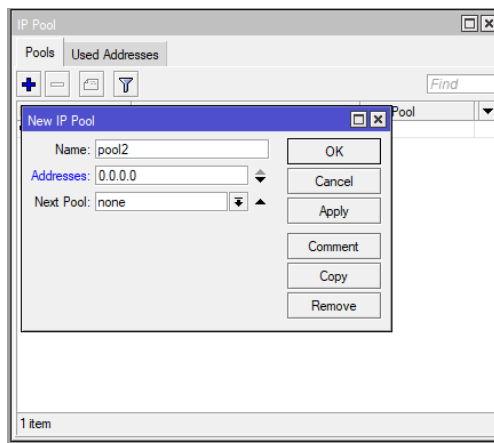 IP Pool
Pools Used Addresses
Find
Pool
New IP Pool
Name: pool2
OK
Addresses: 0.0.0.0
Cancel
Next Pool: none
Apply
Comment
Copy
Remove
1 item